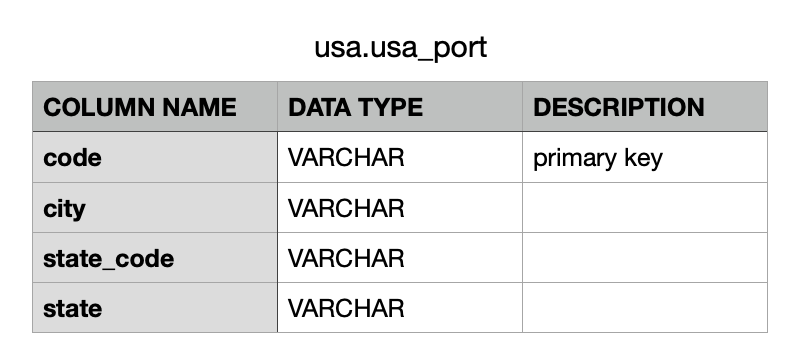 usa.usa_port
COLUMN NAME DATA TYPE DESCRIPTION
code VARCHAR primary key
city VARCHAR
state_code VARCHAR
state VARCHAR